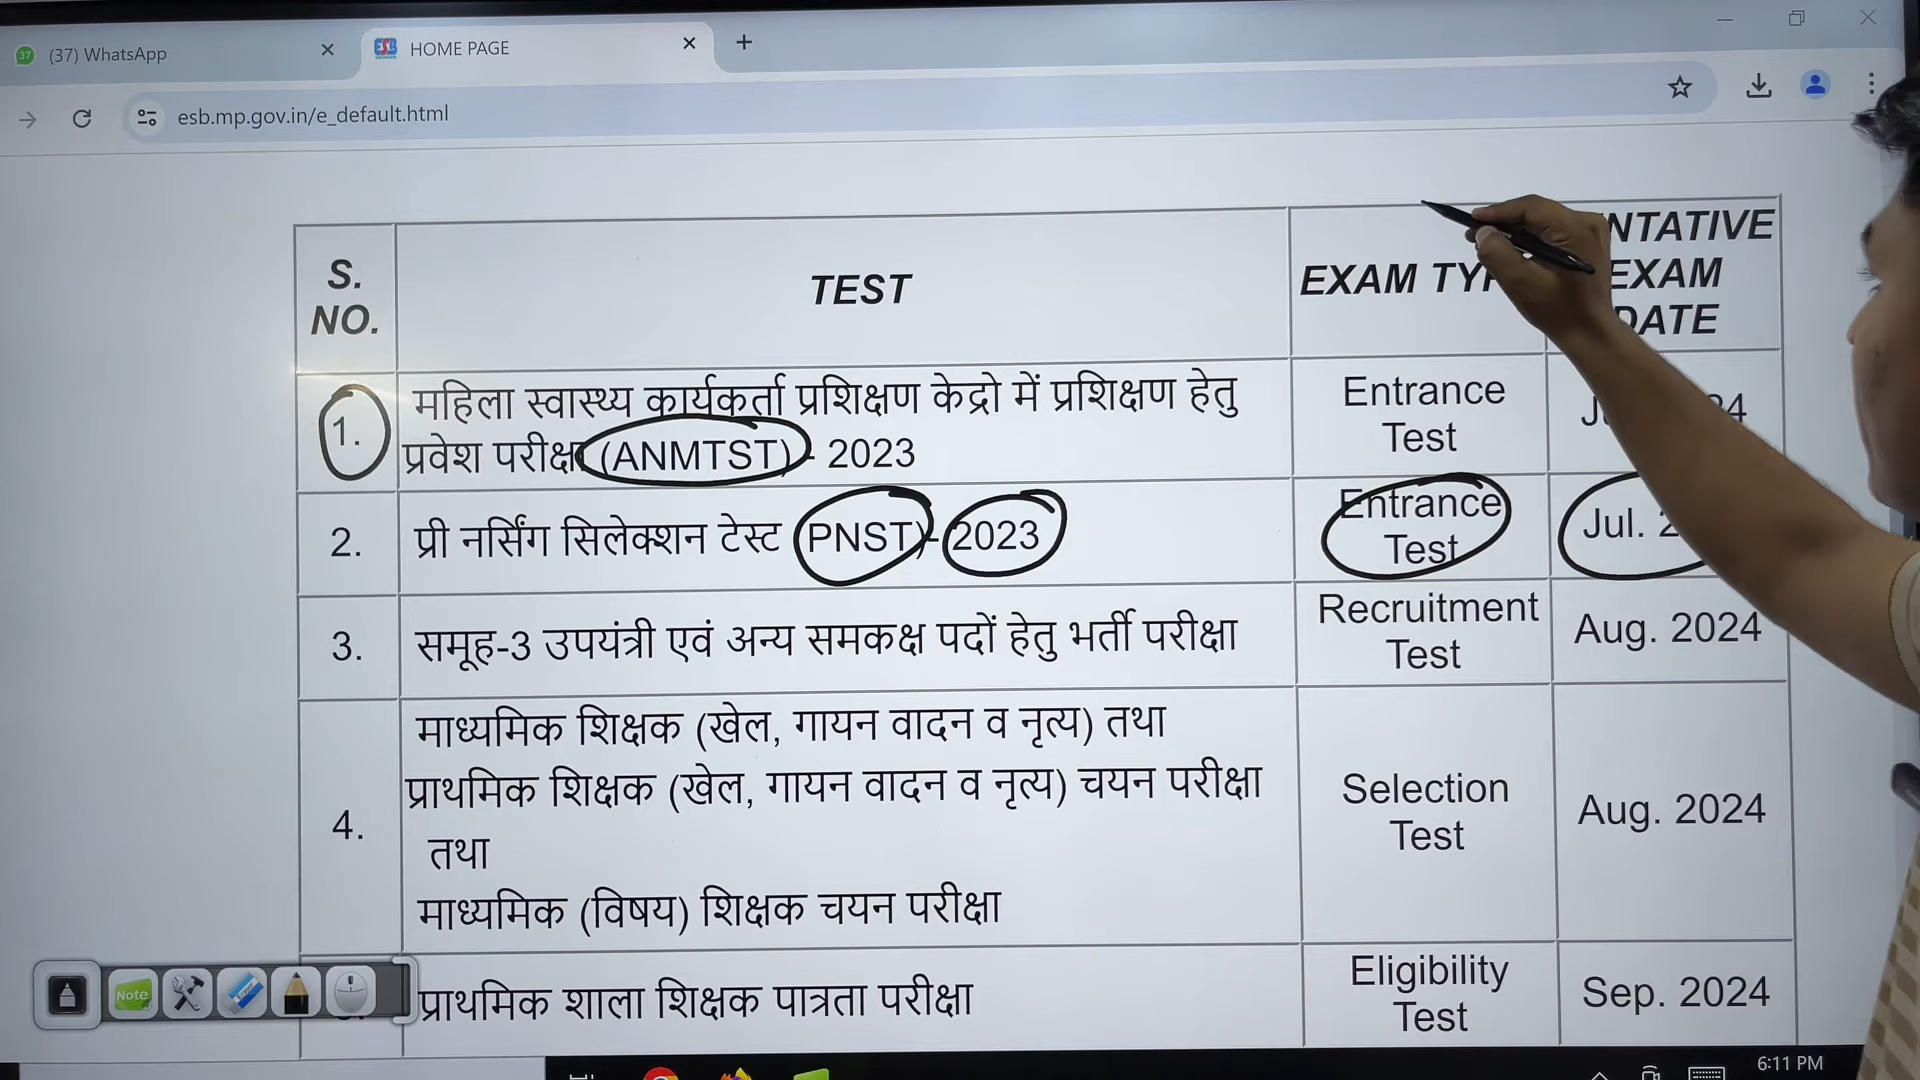 (37) WhatsApp
HOME PAGE
esb.mp.gov.in/e_default.html
S. NO.
TEST
EXAM
EXAM DATE
1.
महिला स्वास्थ्य कार्यकर्ता प्रशिक्षण केद्रो में प्रशिक्षण हेतु
प्रवेश परीक्षा (ANMTST) - 2023
Entrance
Test
2.
प्री नर्सिंग सिलेक्शन टेस्ट (PNST)- 2023
Entrance
Test
Jul.
3.
समूह-3 उपयंत्री एवं अन्य समकक्ष पदों हेतु भर्ती परीक्षा
Recruitment
Test
Aug. 2024
4.
माध्यमिक शिक्षक (खेल, गायन वादन व नृत्य) तथा
प्राथमिक शिक्षक (खेल, गायन वादन व नृत्य) चयन परीक्षा
तथा
माध्यमिक (विषय) शिक्षक चयन परीक्षा
Selection
Test
Aug. 2024
प्राथमिक शाला शिक्षक पात्रता परीक्षा
Eligibility
Test
Sep. 2024
Note
6:11 PM